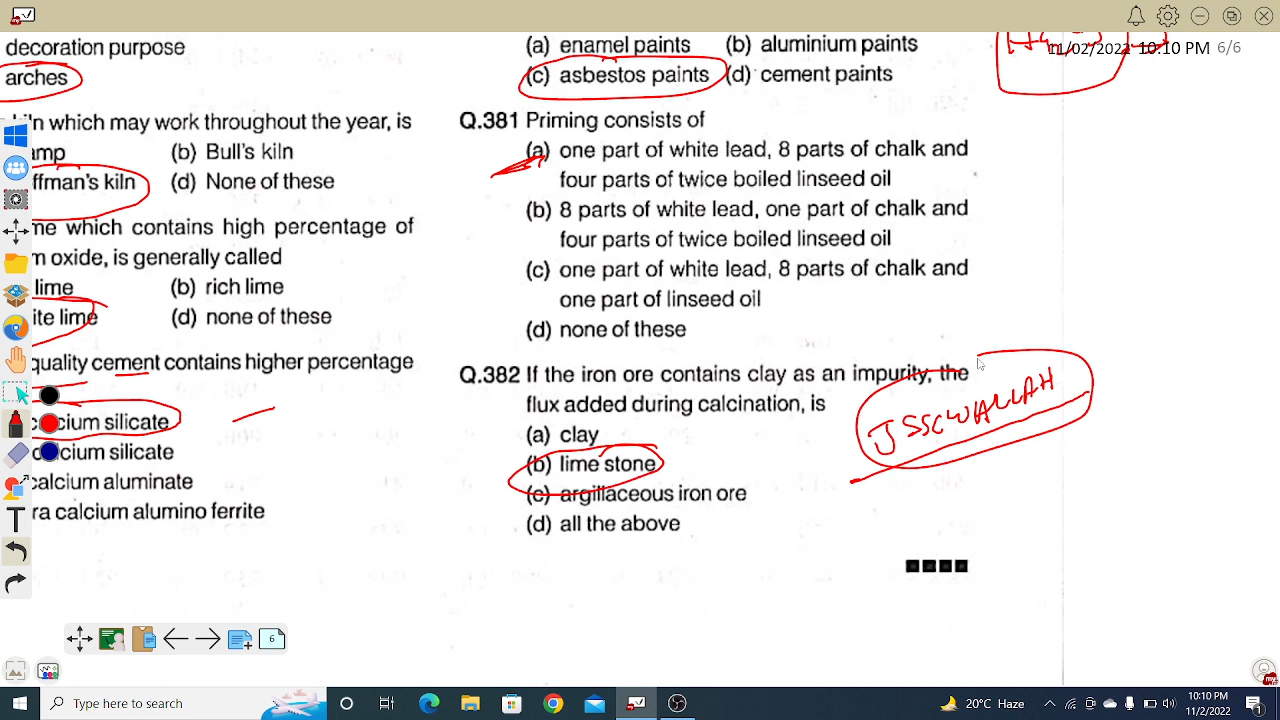 11/02/2022 10:10 PM 6/6
decoration purpose
arches
kiln which may work throughout the year, is
amp (b) Bull's kiln
ffman's kiln (d) None of these
me which contains high percentage of
m oxide, is generally called
lime (b) rich lime
ite lime (d) none of these
quality cement contains higher percentage
calcium silicate
calcium silicate
calcium aluminate
ra calcium alumino ferrite
(a) enamel paints (b) aluminium paints
(c) asbestos paints (d) cement paints
Q.381 Priming consists of
(a) one part of white lead, 8 parts of chalk and
four parts of twice boiled linseed oil
(b) 8 parts of white lead, one part of chalk and
four parts of twice boiled linseed oil
(c) one part of white lead, 8 parts of chalk and
one part of linseed oil
(d) none of these
Q.382 If the iron ore contains clay as an impurity, the
flux added during calcination, is
(a) clay
(b) lime stone
(c) argillaceous iron ore
(d) all the above
JSSCWALLAH
T
6
Type here to search
20°C Haze
10:10 PM
11/2/2022